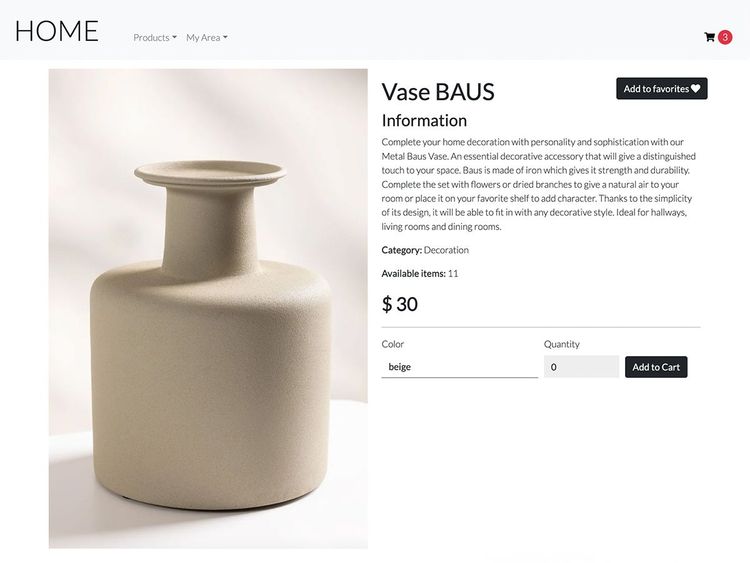 HOME
Products
My Area
3
Vase BAUS
Add to favorites
Information
Complete your home decoration with personality and sophistication with our
Metal Baus Vase. An essential decorative accessory that will give a distinguished
touch to your space. Baus is made of iron which gives it strength and durability.
Complete the set with flowers or dried branches to give a natural air to your
room or place it on your favorite shelf to add character. Thanks to the simplicity
of its design, it will be able to fit in with any decorative style. Ideal for hallways,
living rooms and dining rooms.
Category: Decoration
Available items: 11
$ 30
Color
Quantity
beige
0
Add to Cart